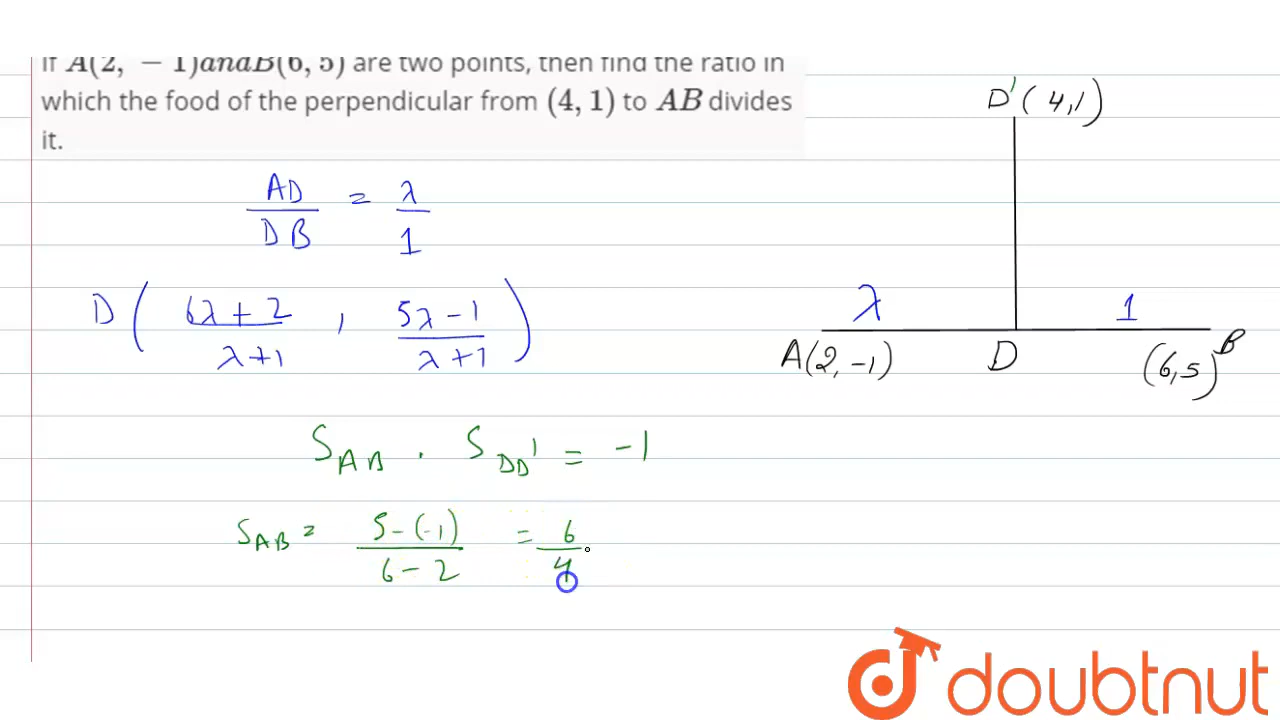 If A(2, −1)andB(6, 5) are two points, then find the ratio in
which the food of the perpendicular from (4, 1) to AB divides
it.
D'(4,1)
AD/DB = λ/1
D( (6λ+2)/(λ+1) , (5λ-1)/(λ+1) )
λ 1
A(2,-1) D (6,5) B
S_AB . S_DD' = -1
S_AB = (5-(-1))/(6-2) = 6/4
doubtnut